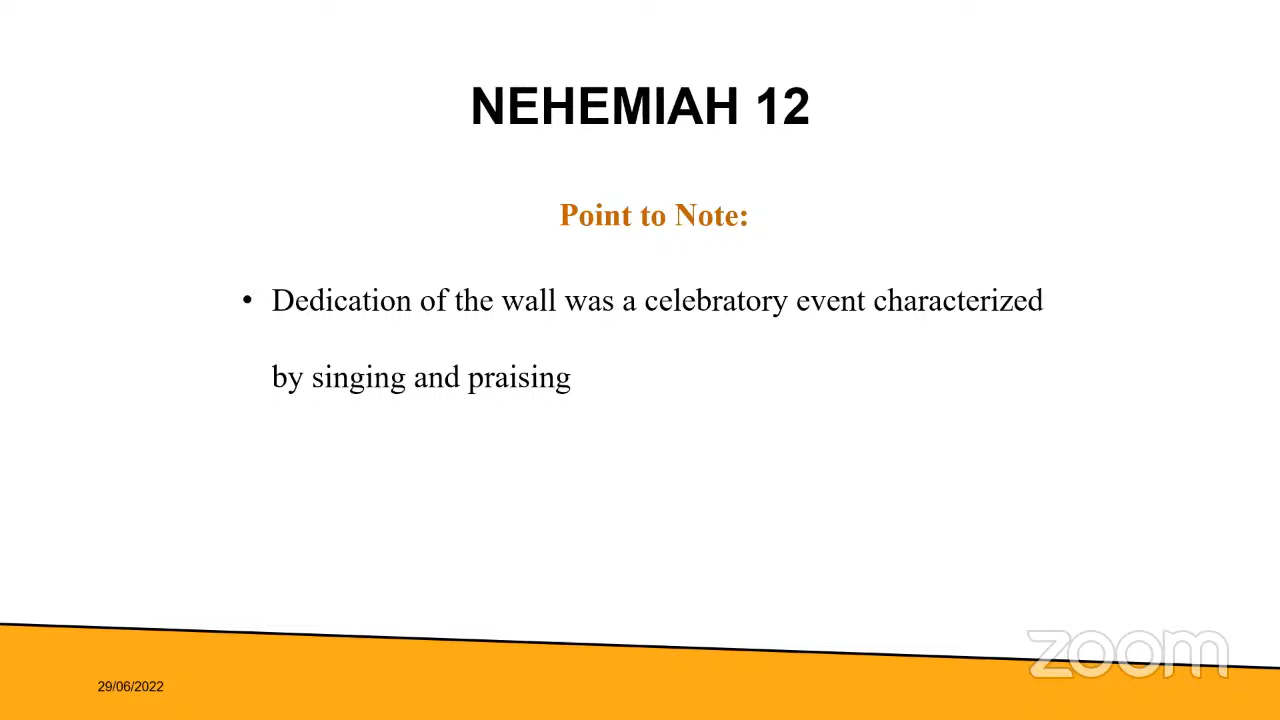 NEHEMIAH 12
Point to Note:
• Dedication of the wall was a celebratory event characterized
by singing and praising
zoom
29/06/2022